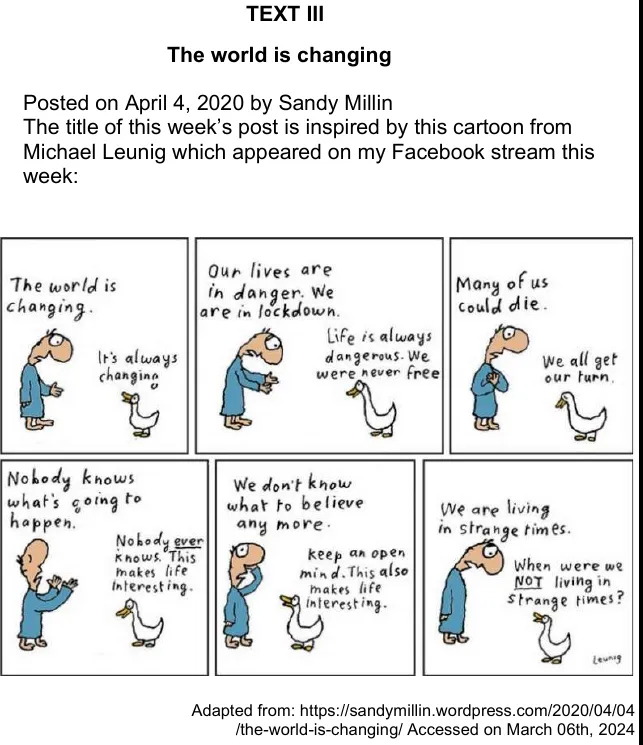 TEXT III
The world is changing
Posted on April 4, 2020 by Sandy Millin
The title of this week's post is inspired by this cartoon from
Michael Leunig which appeared on my Facebook stream this
week:
The world is
changing.
It's always
changing
Our lives are
in danger. We
are in lockdown.
Life is always
dangerous. We
were never free
Many of us
could die.
We all get
our turn.
Nobody knows
what's going to
happen.
Nobody ever
knows. This
makes life
interesting.
We don't know
what to believe
any more.
keep an open
mind. This also
makes life
interesting.
We are living
in strange times.
When were we
NOT living in
strange times?
Leunig
Adapted from: https://sandymillin.wordpress.com/2020/04/04
/the-world-is-changing/ Accessed on March 06th, 2024